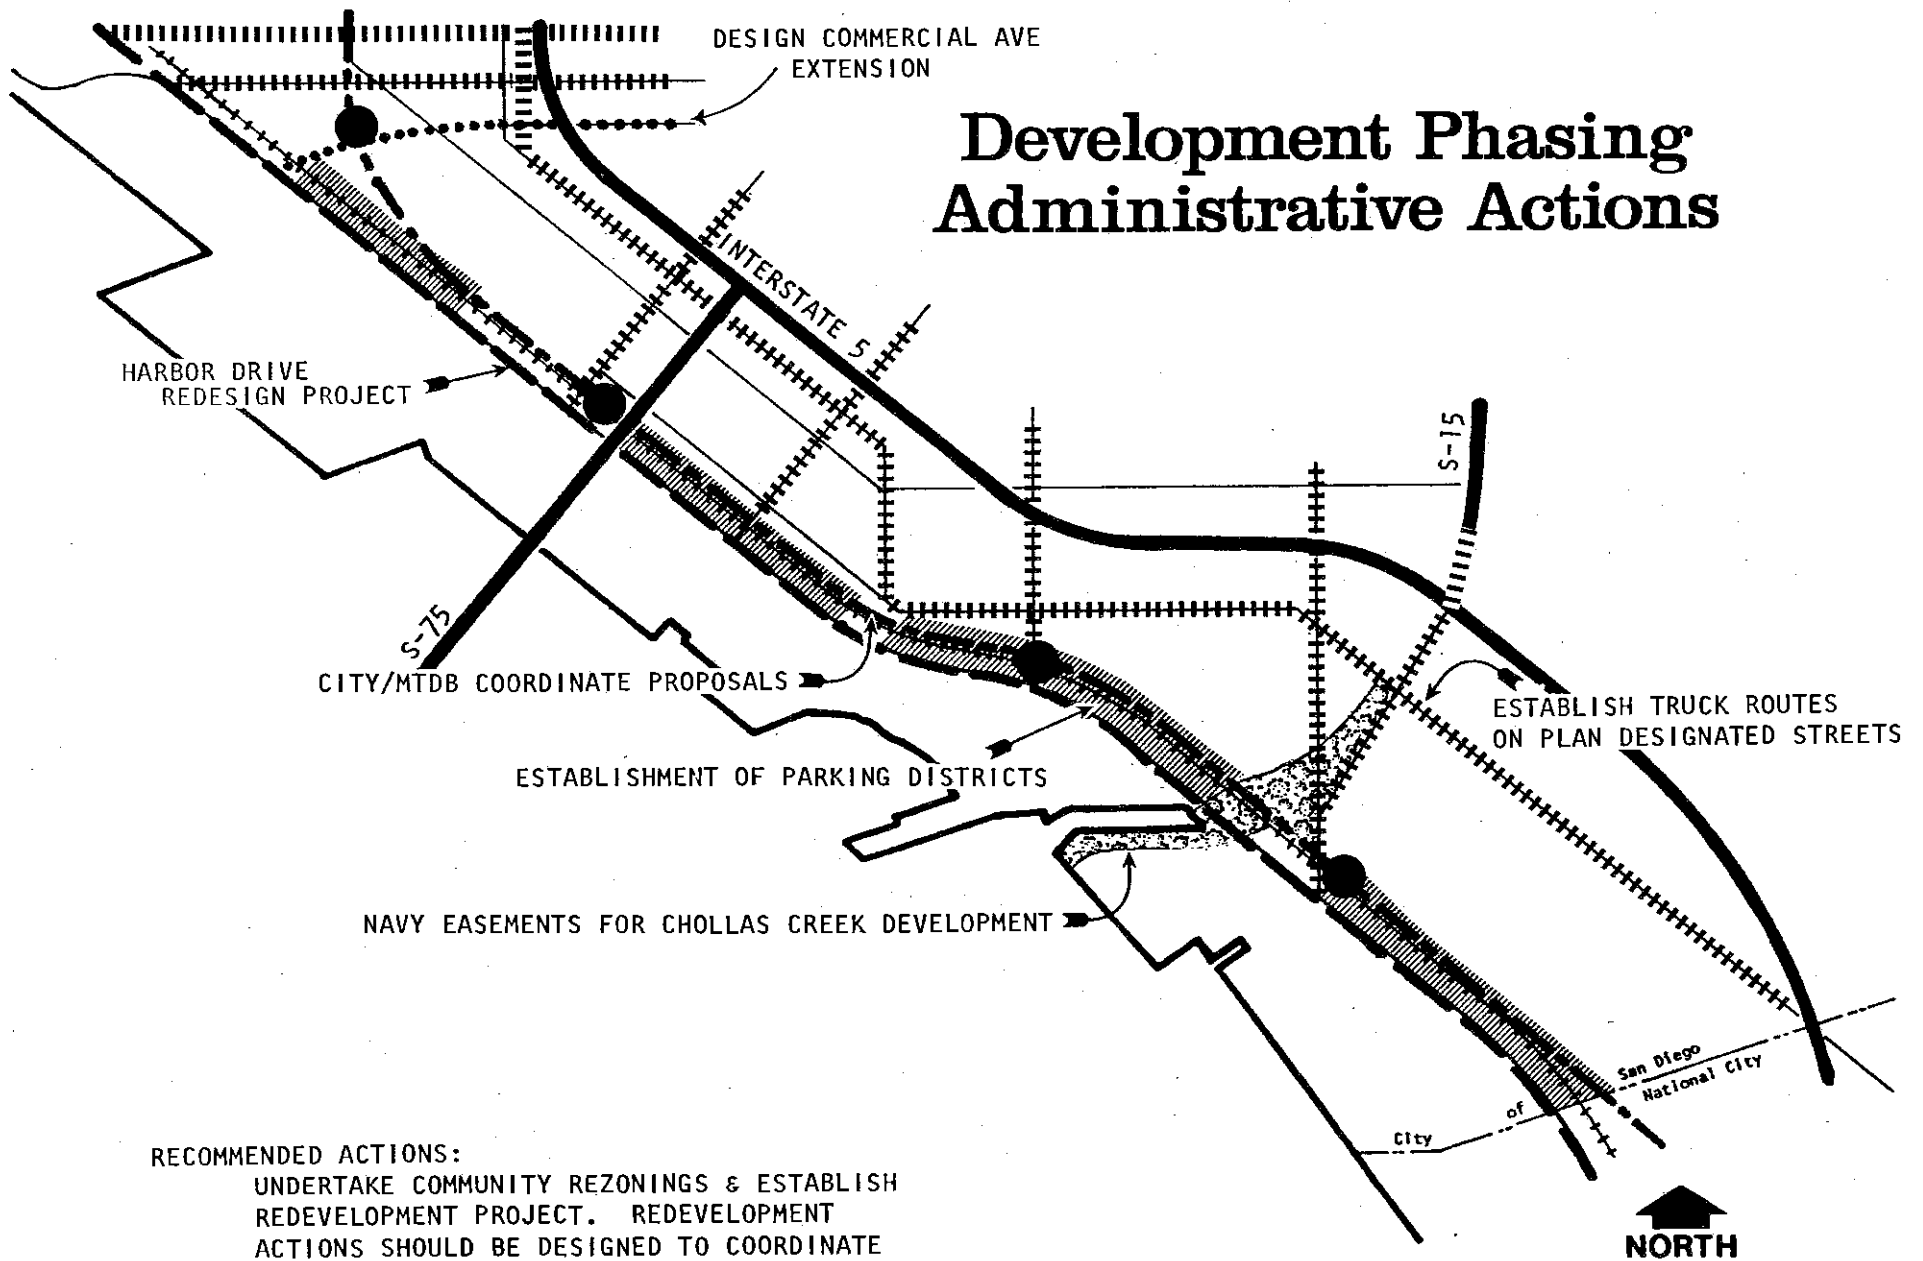 DESIGN COMMERCIAL AVE
EXTENSION
Development Phasing
Administrative Actions
INTERSTATE 5
HARBOR DRIVE
REDESIGN PROJECT
S-15
S-75
CITY/MTDB COORDINATE PROPOSALS
ESTABLISH TRUCK ROUTES
ON PLAN DESIGNATED STREETS
ESTABLISHMENT OF PARKING DISTRICTS
NAVY EASEMENTS FOR CHOLLAS CREEK DEVELOPMENT
San Diego
National City
City of
RECOMMENDED ACTIONS:
UNDERTAKE COMMUNITY REZONINGS & ESTABLISH
REDEVELOPMENT PROJECT. REDEVELOPMENT
ACTIONS SHOULD BE DESIGNED TO COORDINATE
NORTH